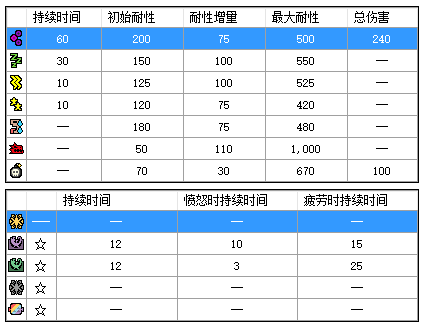 持续时间 初始耐性 耐性增量 最大耐性 总伤害
60 200 75 500 240
30 150 100 550 —
10 125 100 525 —
10 120 75 420 —
— 180 75 480 —
— 50 110 1,000 —
— 70 30 670 100
持续时间 愤怒时持续时间 疲劳时持续时间
— — — —
☆ 12 10 15
☆ 12 3 25
☆ — — —
☆ — — —